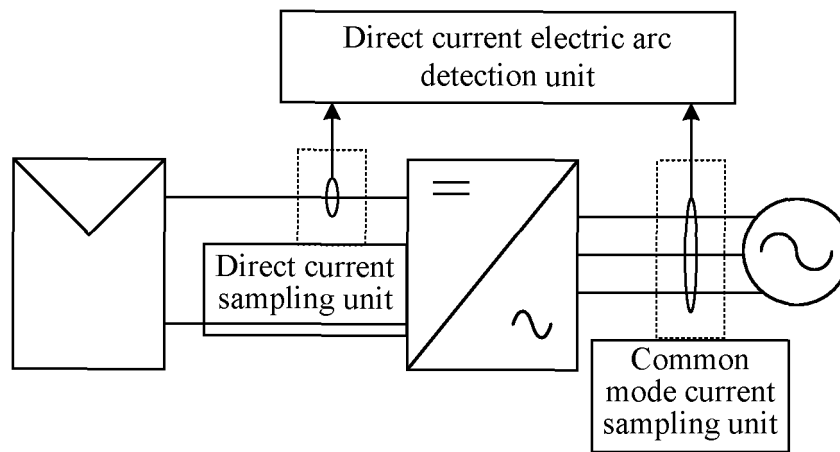 Direct current electric arc
detection unit
Direct current
sampling unit
Common
mode current
sampling unit